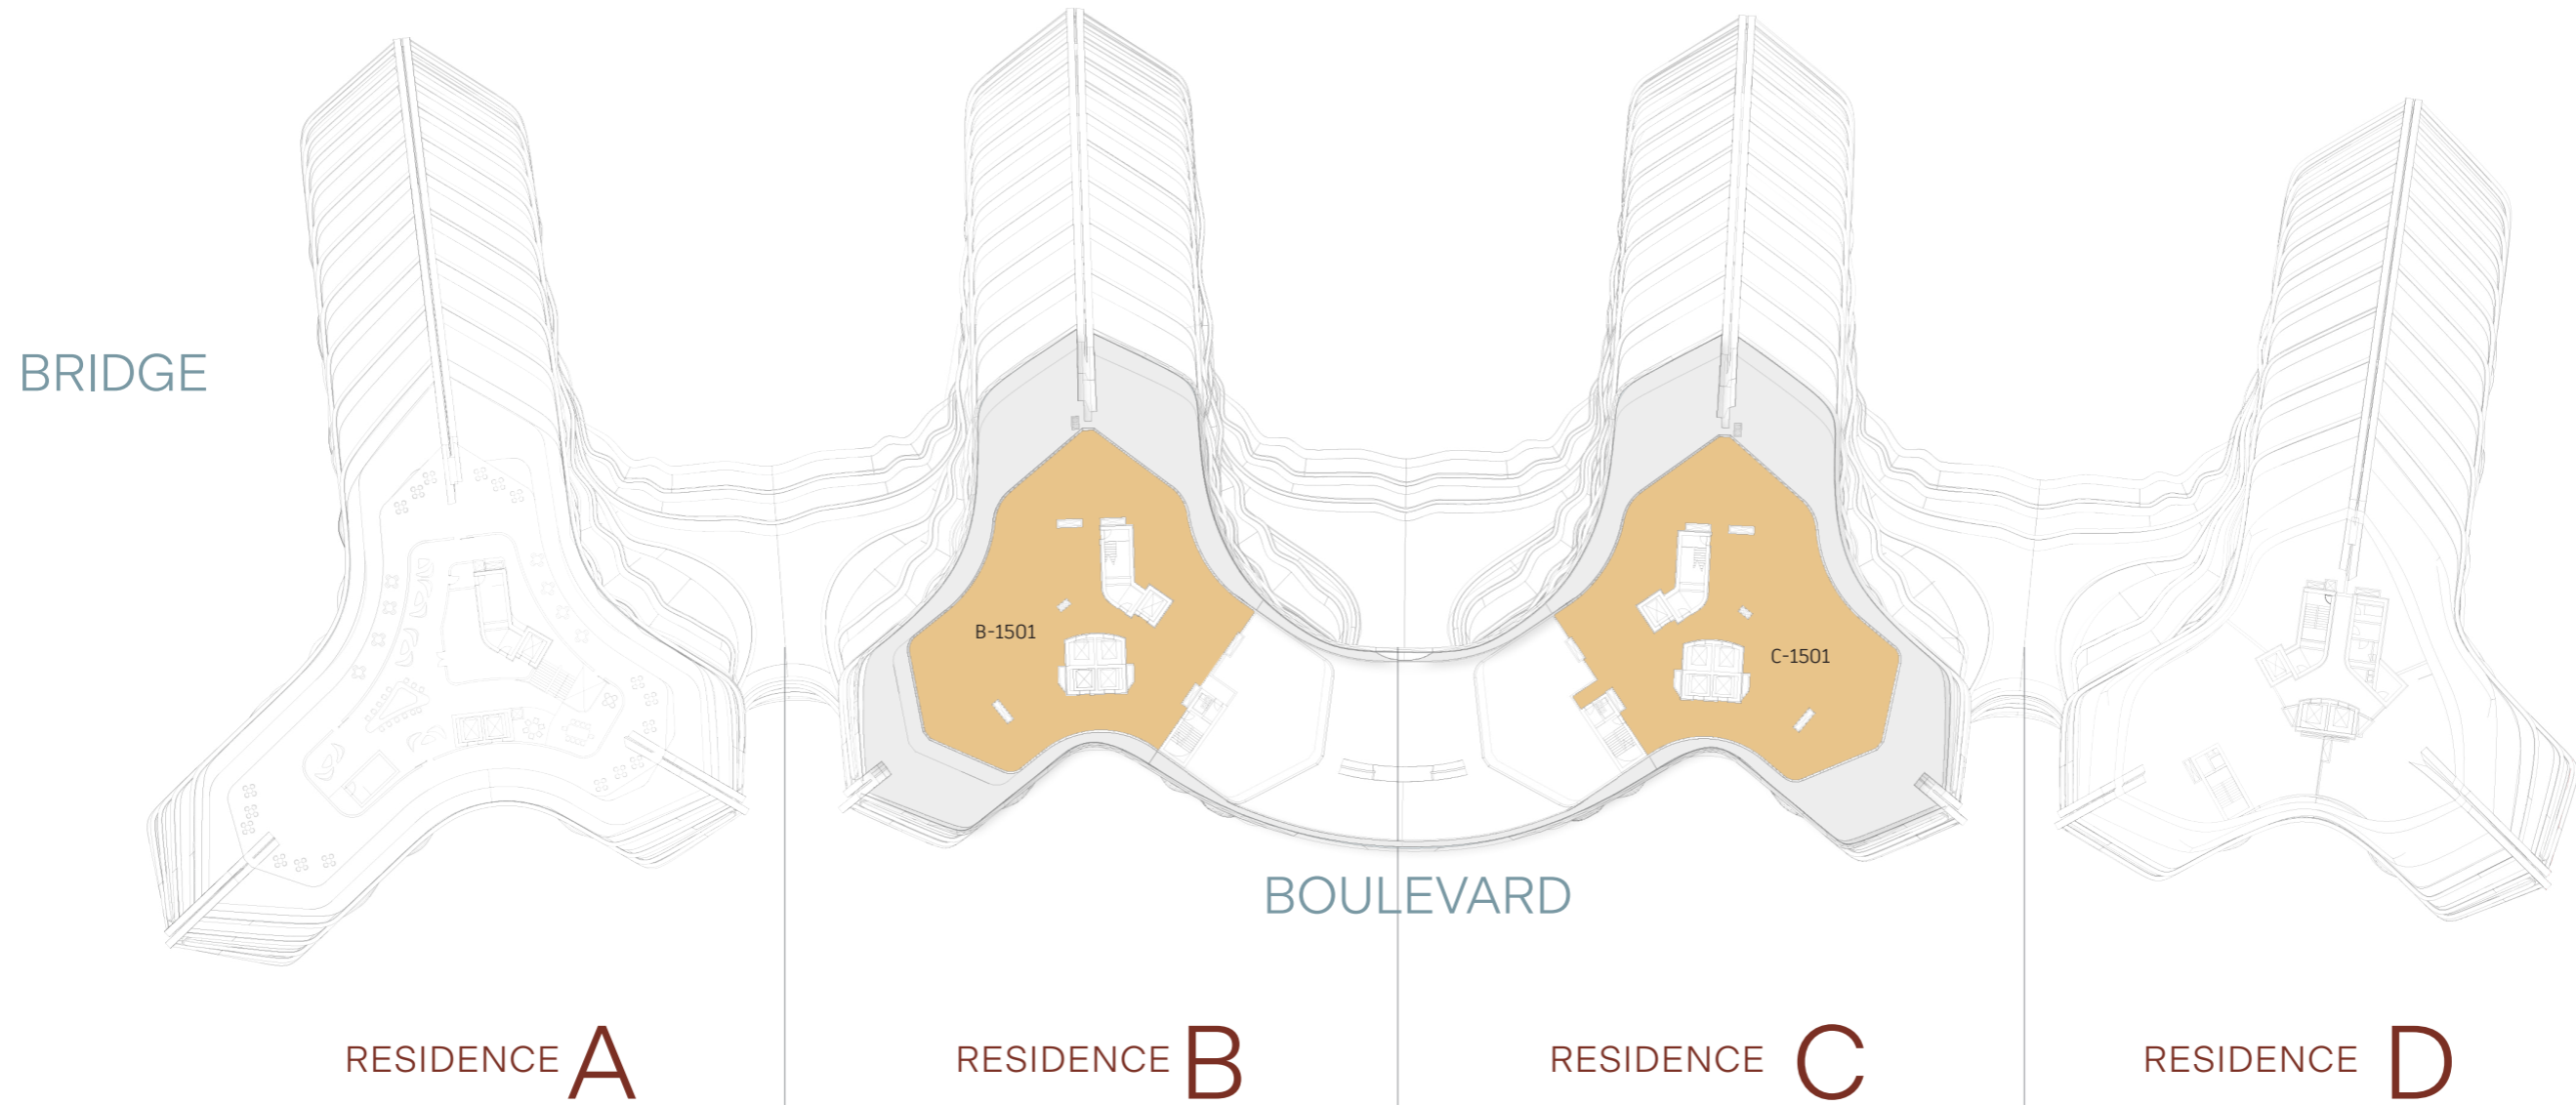 BRIDGE
B-1501
C-1501
BOULEVARD
RESIDENCE A
RESIDENCE B
RESIDENCE C
RESIDENCE D